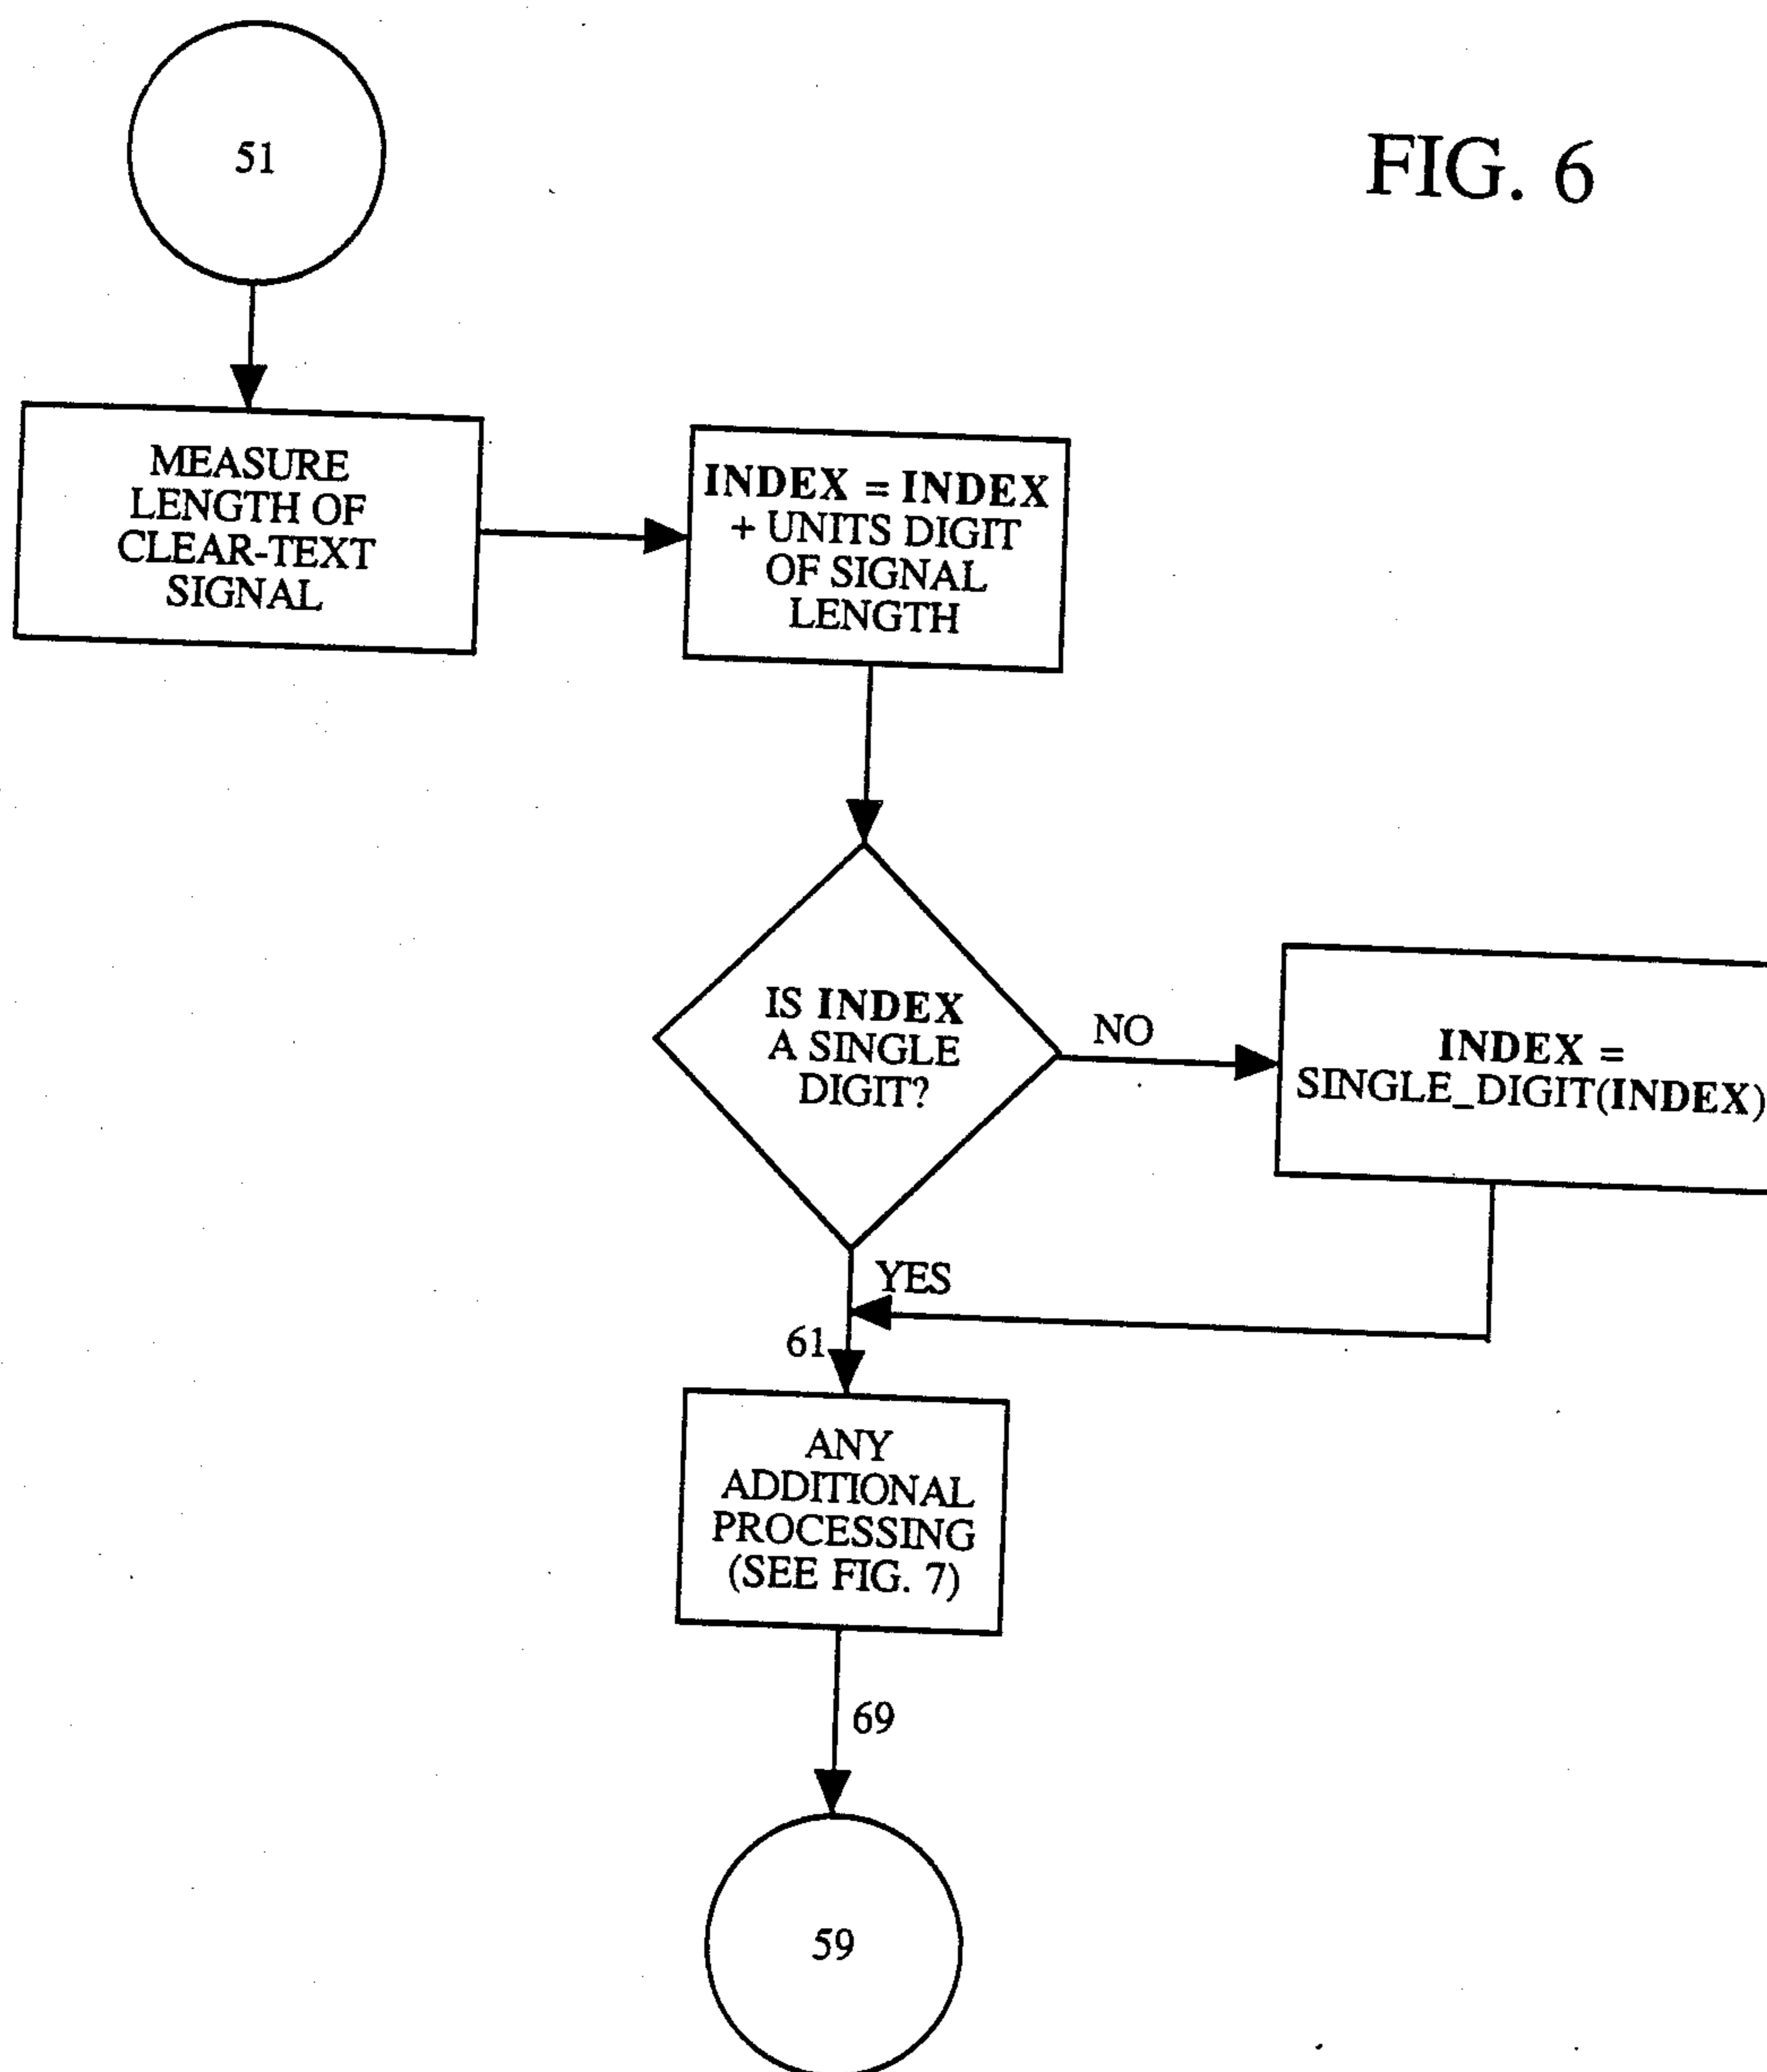 FIG. 6
51
MEASURE
LENGTH OF
CLEAR-TEXT
SIGNAL
INDEX = INDEX
+ UNITS DIGIT
OF SIGNAL
LENGTH
IS INDEX
A SINGLE
DIGIT?
NO
INDEX =
SINGLE_DIGIT(INDEX)
YES
61
ANY
ADDITIONAL
PROCESSING
(SEE FIG. 7)
69
59